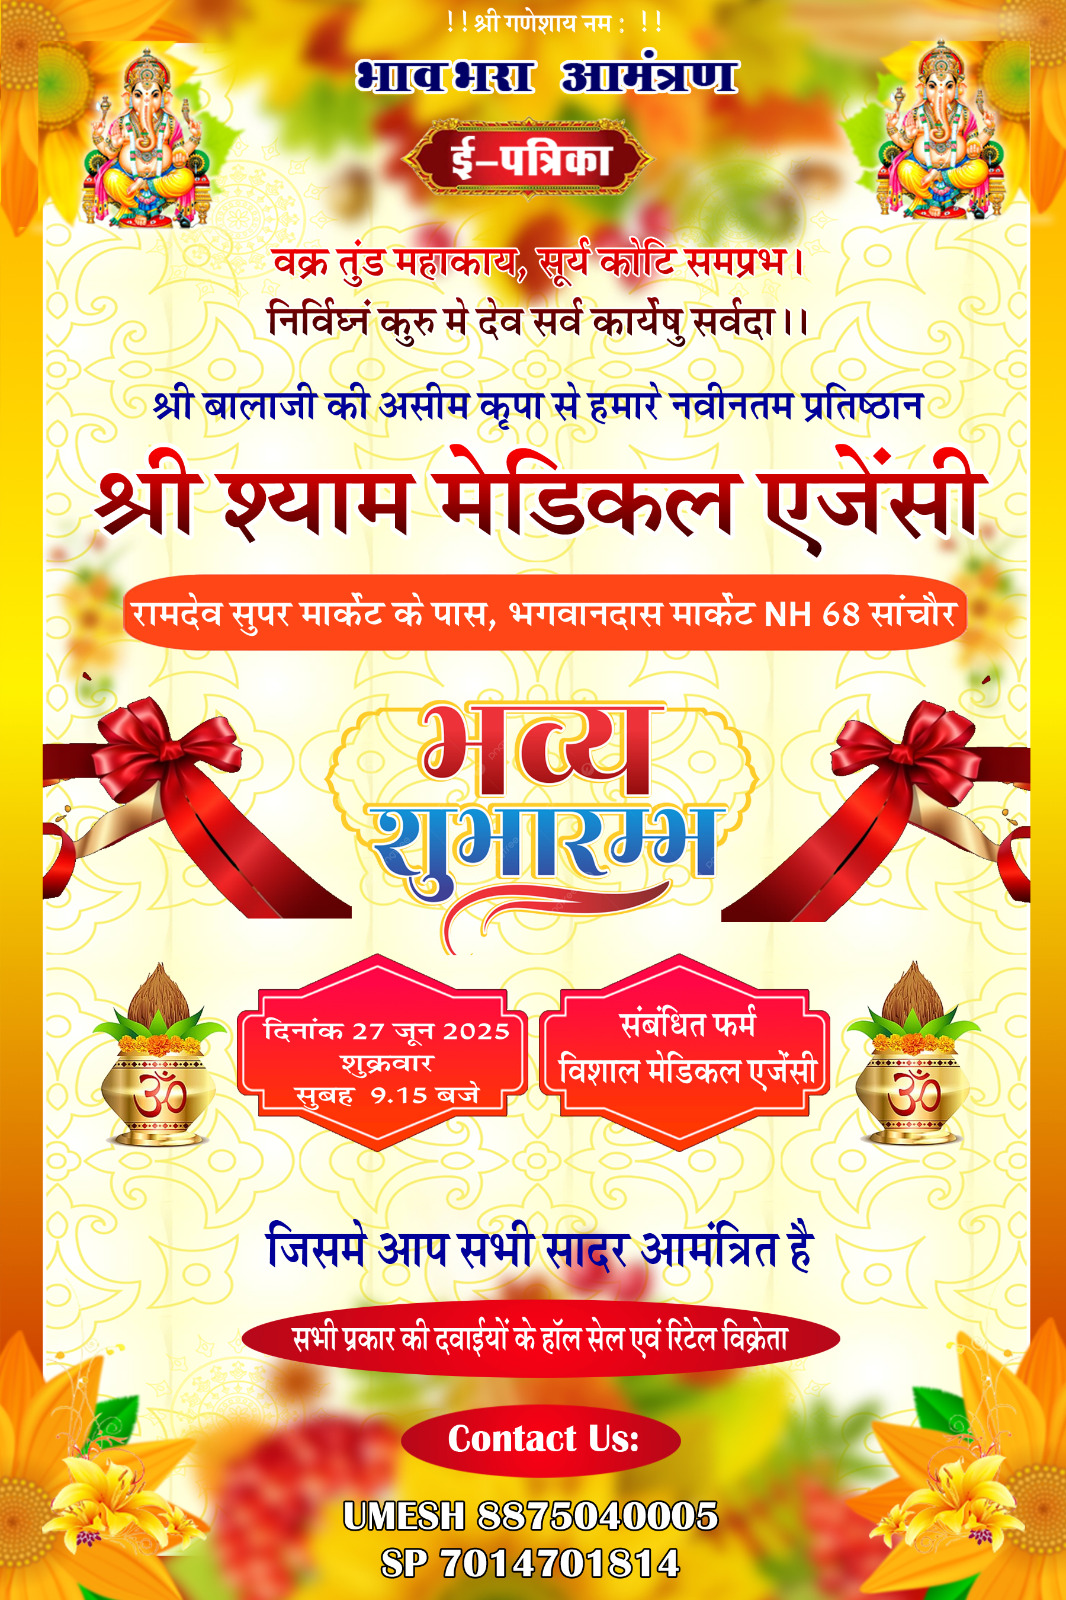 !! श्री गणेशाय नम : !!
भाव भरा आमंत्रण
ई-पत्रिका
वक्र तुंड महाकाय, सूर्य कोटि समप्रभ।
निर्विघ्नं कुरु मे देव सर्व कार्येषु सर्वदा।।
श्री बालाजी की असीम कृपा से हमारे नवीनतम प्रतिष्ठान
श्री श्याम मेडिकल एजेंसी
रामदेव सुपर मार्केट के पास, भगवानदास मार्केट NH 68 सांचौर
भव्य
शुभारम्भ
दिनांक 27 जून 2025
शुक्रवार
सुबह 9.15 बजे
संबंधित फर्म
विशाल मेडिकल एजेंसी
जिसमे आप सभी सादर आमंत्रित है
सभी प्रकार की दवाईयों के हॉल सेल एवं रिटेल विक्रेता
Contact Us:
UMESH 8875040005
SP 7014701814
ॐ
ॐ